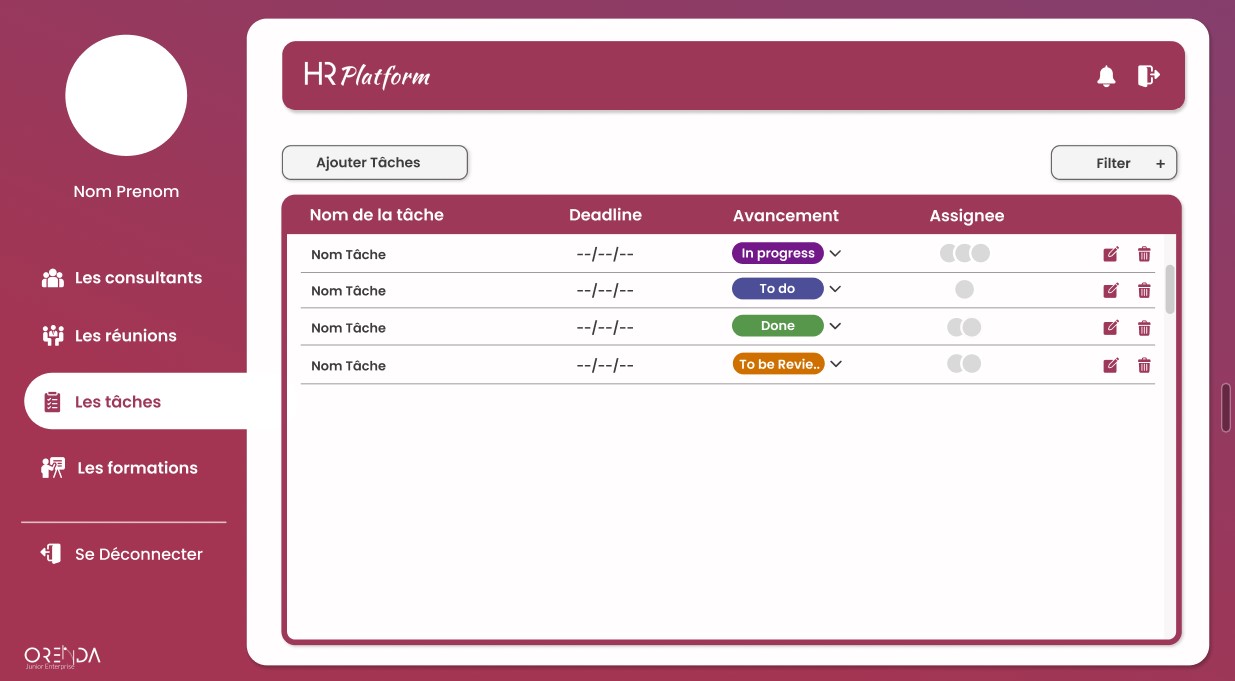 HR Platform
Nom Prenom
Les consultants
Les réunions
Les tâches
Les formations
Se Déconnecter
ORENDA
Junior Enterprise
Ajouter Tâches
Filter +
Nom de la tâche Deadline Avancement Assignee
Nom Tâche --/--/-- In progress
Nom Tâche --/--/-- To do
Nom Tâche --/--/-- Done
Nom Tâche --/--/-- To be Revie..